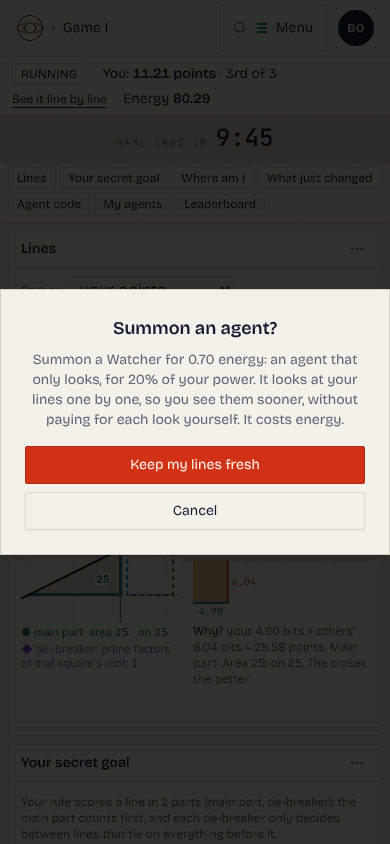 Game 1
Menu
BO
RUNNING
You: 11.21 points · 3rd of 3
See it line by line
Energy 80.29
GAME ENDS IN 9:45
Lines
Your secret goal
Where am I
What just changed
Agent code
My agents
Leaderboard
Lines
Summon an agent?
Summon a Watcher for 0.70 energy: an agent that
only looks, for 20% of your power. It looks at your
lines one by one, so you see them sooner, without
paying for each look yourself. It costs energy.
Keep my lines fresh
Cancel
25
6.04
4.90
main part: area 25 · on 25
tie-breaker: prime factors
of that square's root: 1
Why? your 4.90 bits × others'
6.04 bits = 29.58 points. Main
part: Area 25: on 25. The closer,
the better.
Your secret goal
Your rule scores a line in 2 parts (main part, tie-breaker): the
main part counts first, and each tie-breaker only decides
between lines that tie on everything before it.